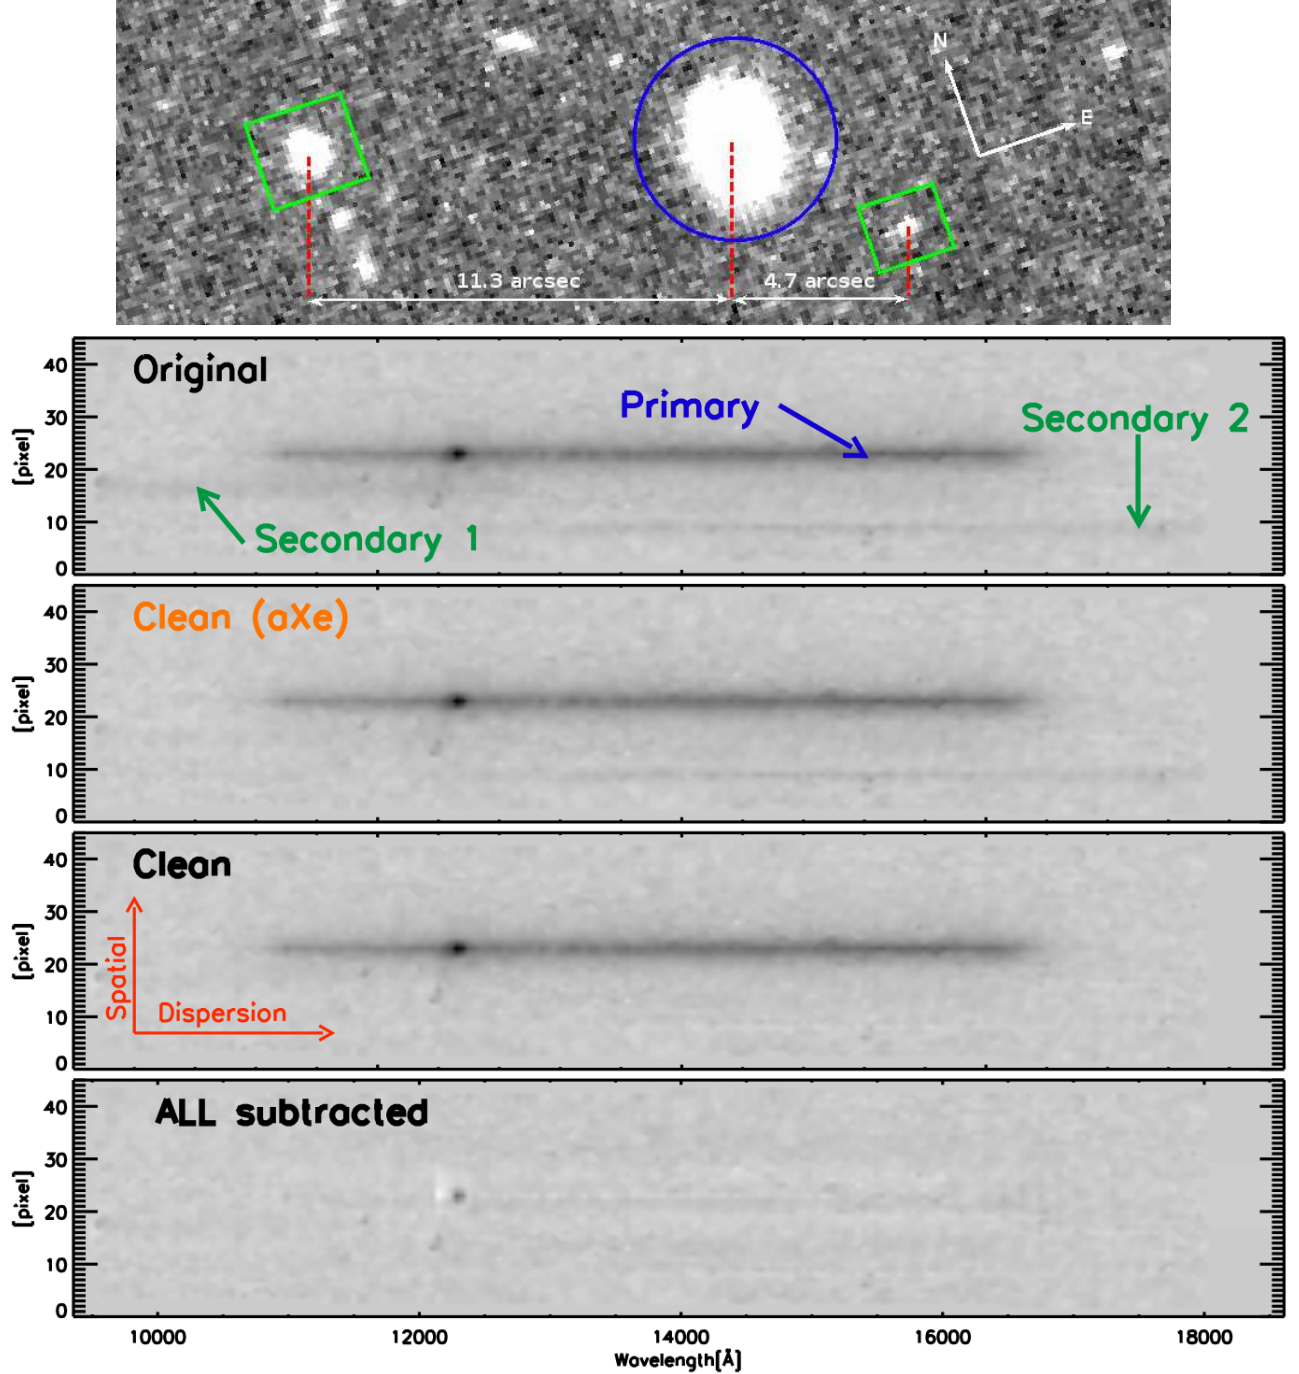 N
E
11.3 arcsec
4.7 arcsec
Original
Primary
Secondary 2
Secondary 1
40
30
20
10
0
[pixel]
Clean (aXe)
40
30
20
10
0
[pixel]
Clean
Spatial
Dispersion
40
30
20
10
0
[pixel]
ALL subtracted
40
30
20
10
0
[pixel]
10000 12000 14000 16000 18000
Wavelength[Å]